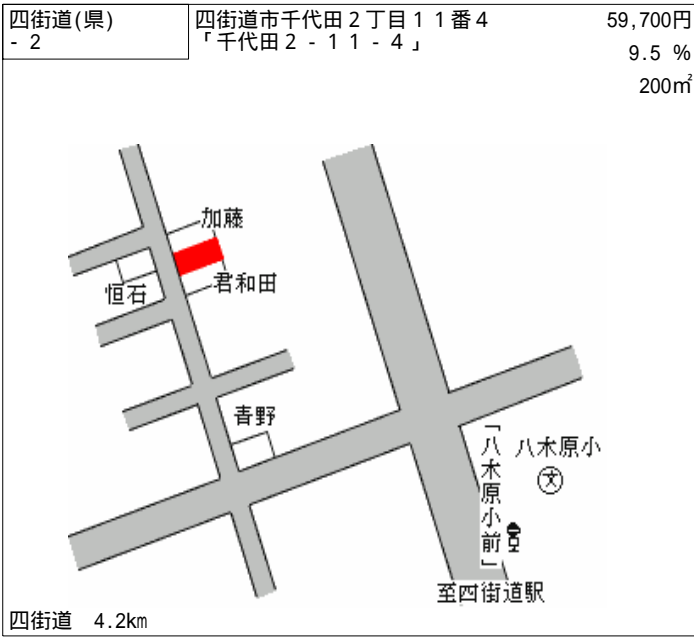 四街道(県)
- 2
四街道市千代田２丁目１１番４
「千代田２‐１１‐４」
59,700円
9.5 %
200㎡
加藤
君和田
恒石
青野
「八木原小前」
八木原小
文
至四街道駅
四街道 4.2km